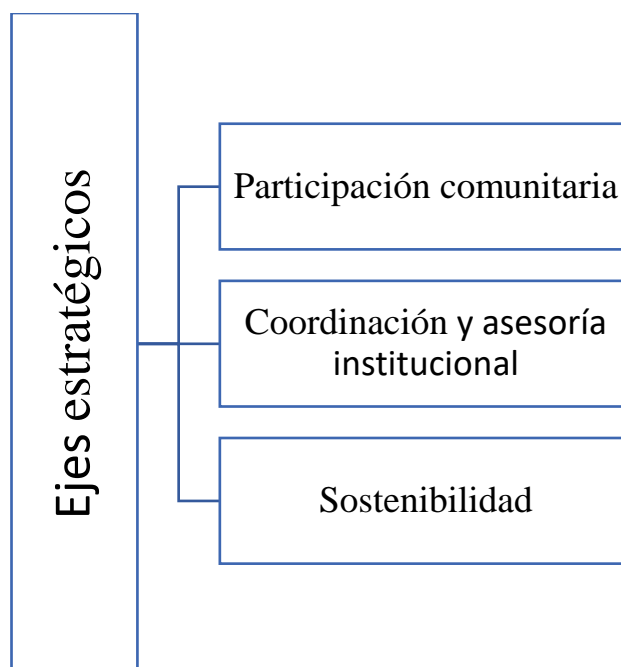 Ejes estratégicos
Participación comunitaria
Coordinación y asesoría
institucional
Sostenibilidad